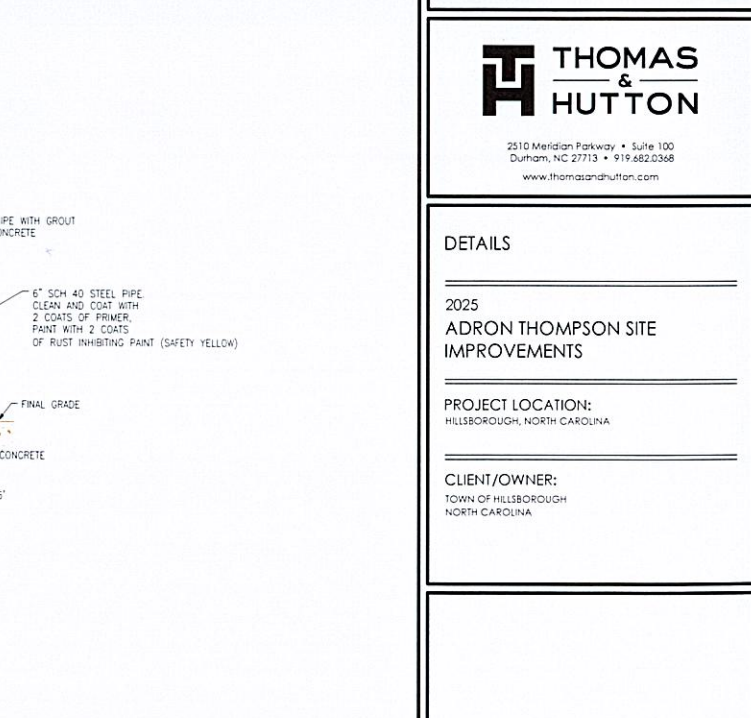 IPE WITH GROUT
ONCRETE
6" SCH 40 STEEL PIPE.
CLEAN AND COAT WITH
2 COATS OF PRIMER,
PAINT WITH 2 COATS
OF RUST INHIBITING PAINT (SAFETY YELLOW)
FINAL GRADE
CONCRETE
THOMAS
&
HUTTON
2510 Meridian Parkway • Suite 100
Durham, NC 27713 • 919.682.0368
www.thomasandhutton.com
DETAILS
2025
ADRON THOMPSON SITE
IMPROVEMENTS
PROJECT LOCATION:
HILLSBOROUGH, NORTH CAROLINA
CLIENT/OWNER:
TOWN OF HILLSBOROUGH
NORTH CAROLINA